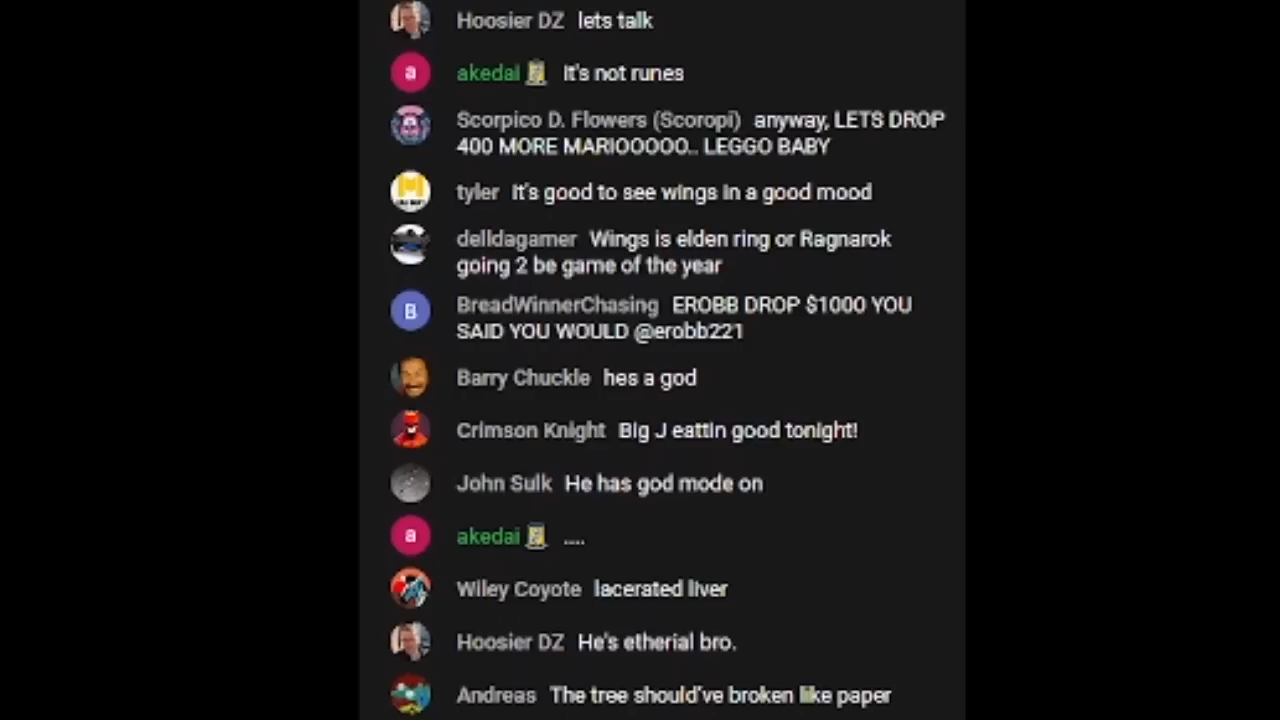 Hoosier DZ lets talk
a akedai It's not runes
Scorpico D. Flowers (Scoropi) anyway, LETS DROP
400 MORE MARIOOOOO.. LEGGO BABY
tyler It's good to see wings in a good mood
delldagamer Wings is elden ring or Ragnarok
going 2 be game of the year
B BreadWinnerChasing EROBB DROP $1000 YOU
SAID YOU WOULD @erobb221
Barry Chuckle hes a god
Crimson Knight Big J eattin good tonight!
John Sulk He has god mode on
a akedai ....
Wiley Coyote lacerated liver
Hoosier DZ He's etherial bro.
Andreas The tree should've broken like paper